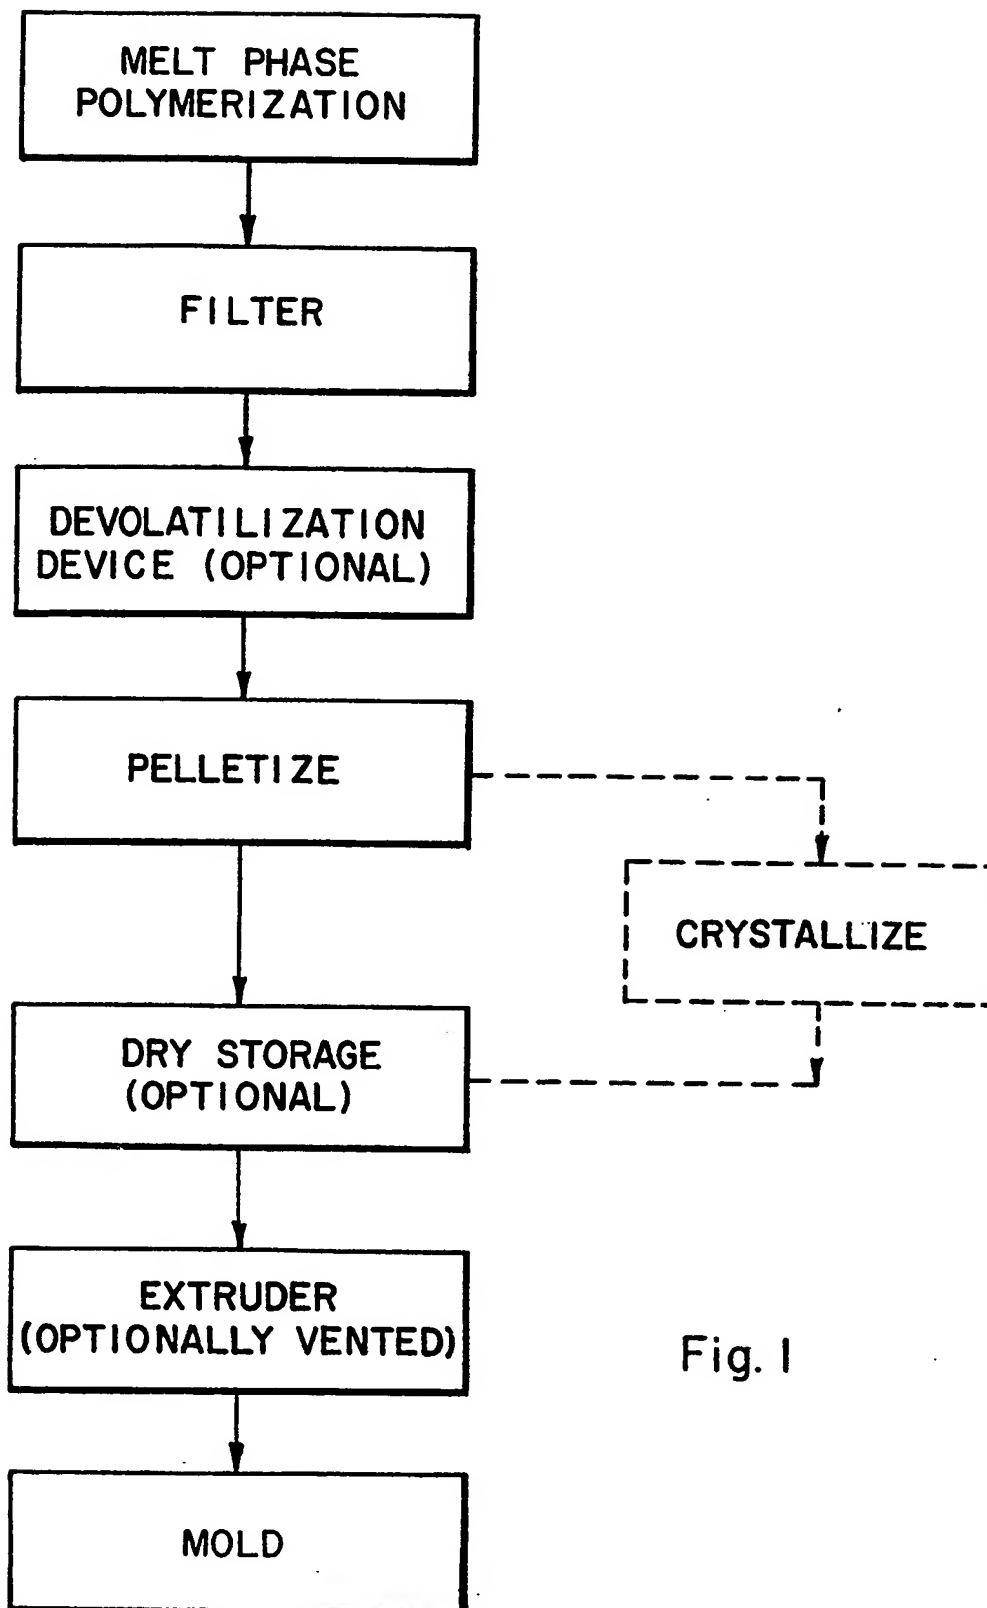 MELT PHASE
POLYMERIZATION
FILTER
DEVOLATILIZATION
DEVICE (OPTIONAL)
PELLETIZE
CRYSTALLIZE
DRY STORAGE
(OPTIONAL)
EXTRUDER
(OPTIONALLY VENTED)
Fig. 1
MOLD